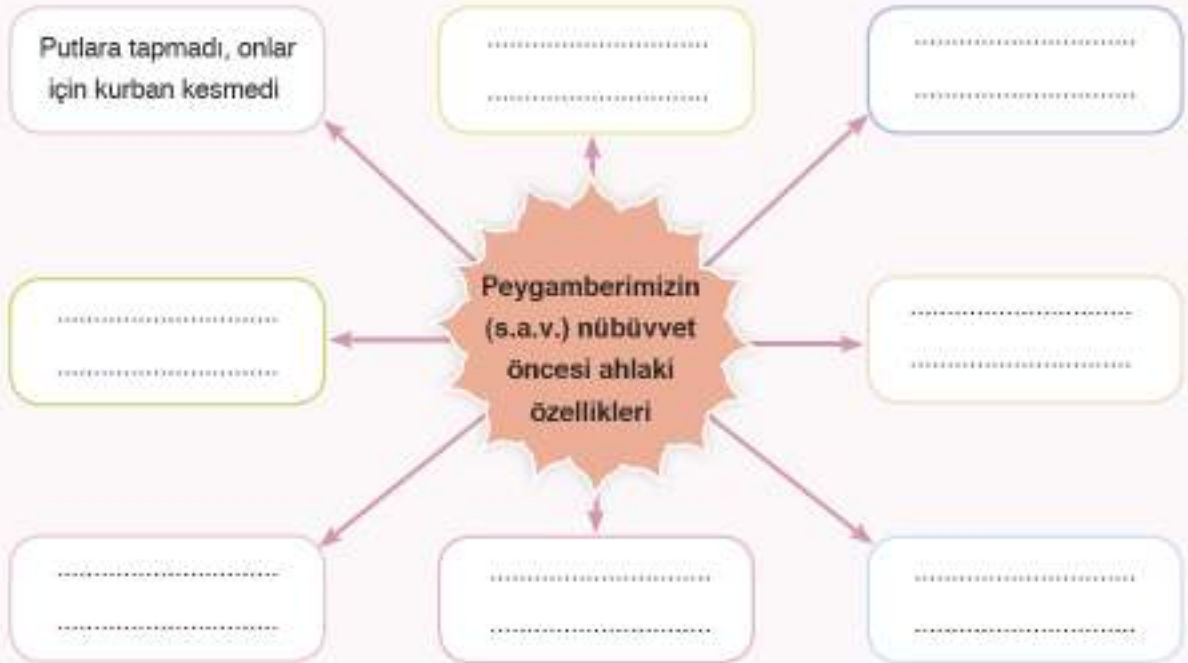 Putlara tapmadı, onlar
için kurban kesmedi
Peygamberimizin
(s.a.v.) nübüvvet
öncesi ahlaki
özellikleri